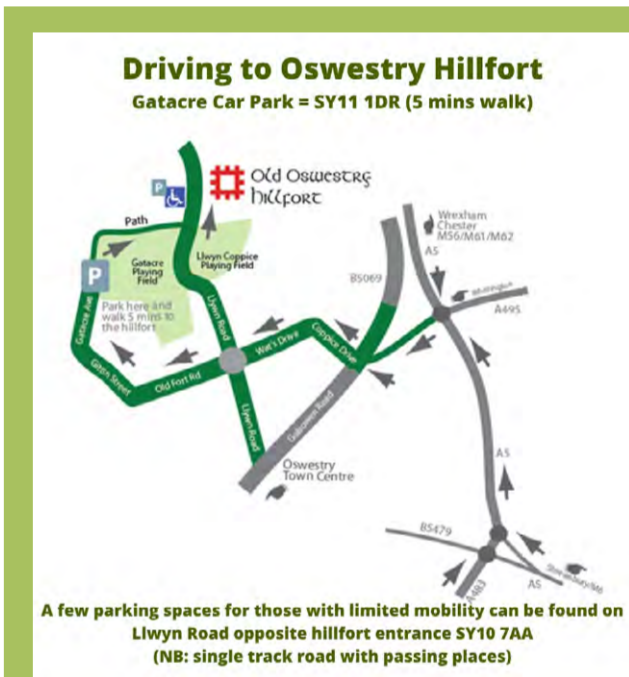 Driving to Oswestry Hillfort
Gatacre Car Park = SY11 1DR (5 mins walk)
P
Old Oswestry
hillfort
Path
Wrexham
Chester
M56/M61/M62
A5
Gatacre
Playing
Field
Llwyn Coppice
Playing Field
B5069
P
Whittington
A495
Gatacre Ave
Park here and
walk 5 mins to
the hillfort
Llwyn Road
Coppice Drive
Wat's Drive
Old Fort Rd
Gittin Street
Llwyn Road
Gobowen Road
A5
Oswestry
Town Centre
B5479
Shrewsbury/M6
A5
A483
A few parking spaces for those with limited mobility can be found on
Llwyn Road opposite hillfort entrance SY10 7AA
(NB: single track road with passing places)